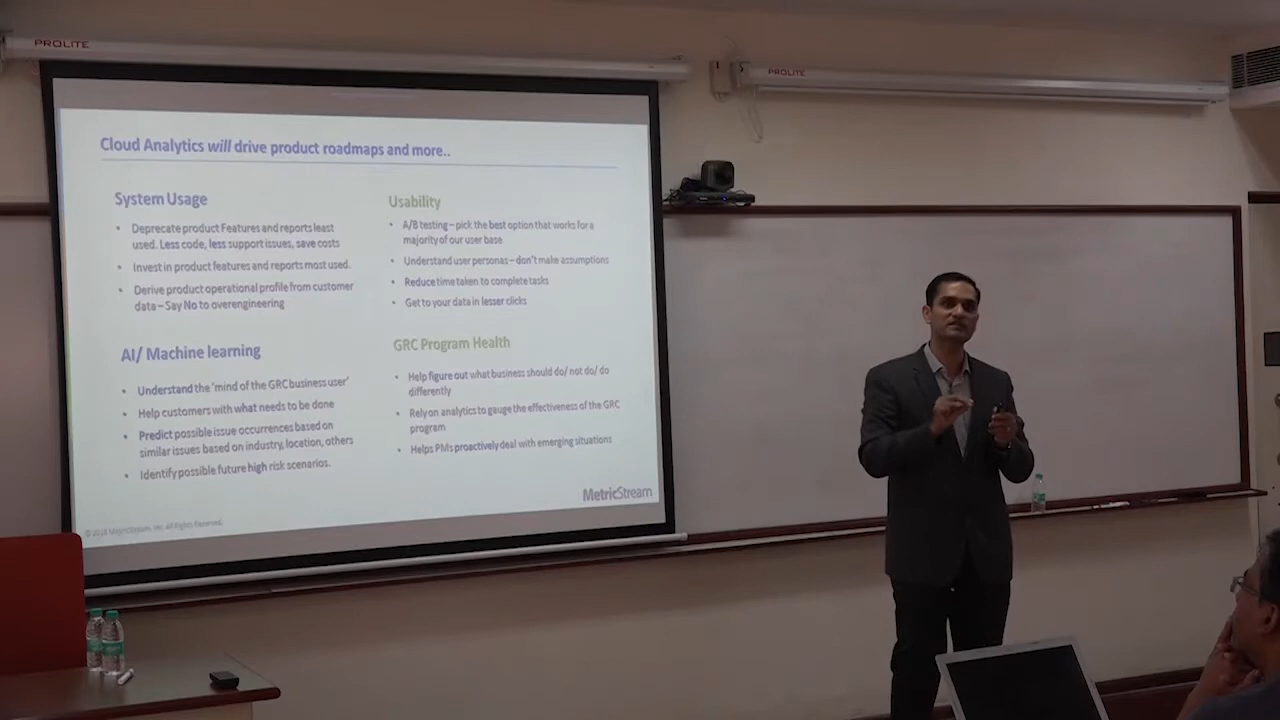 PROLITE
PROLITE
Cloud Analytics will drive product roadmaps and more..
System Usage
• Deprecate product Features and reports least
used. Less code, less support issues, save costs
• Invest in product features and reports most used.
• Derive product operational profile from customer
data – Say No to overengineering
Usability
• A/B testing – pick the best option that works for a
majority of our user base
• Understand user personas – don't make assumptions
• Reduce time taken to complete tasks
• Get to your data in lesser clicks
AI/ Machine learning
• Understand the 'mind of the GRC business user'
• Help customers with what needs to be done
• Predict possible issue occurrences based on
similar issues based on industry, location, others
• Identify possible future high risk scenarios.
GRC Program Health
• Help figure out what business should do/ not do/ do
differently
• Rely on analytics to gauge the effectiveness of the GRC
program
• Helps PMs proactively deal with emerging situations
MetricStream
© 2016 MetricStream, Inc. All Rights Reserved.